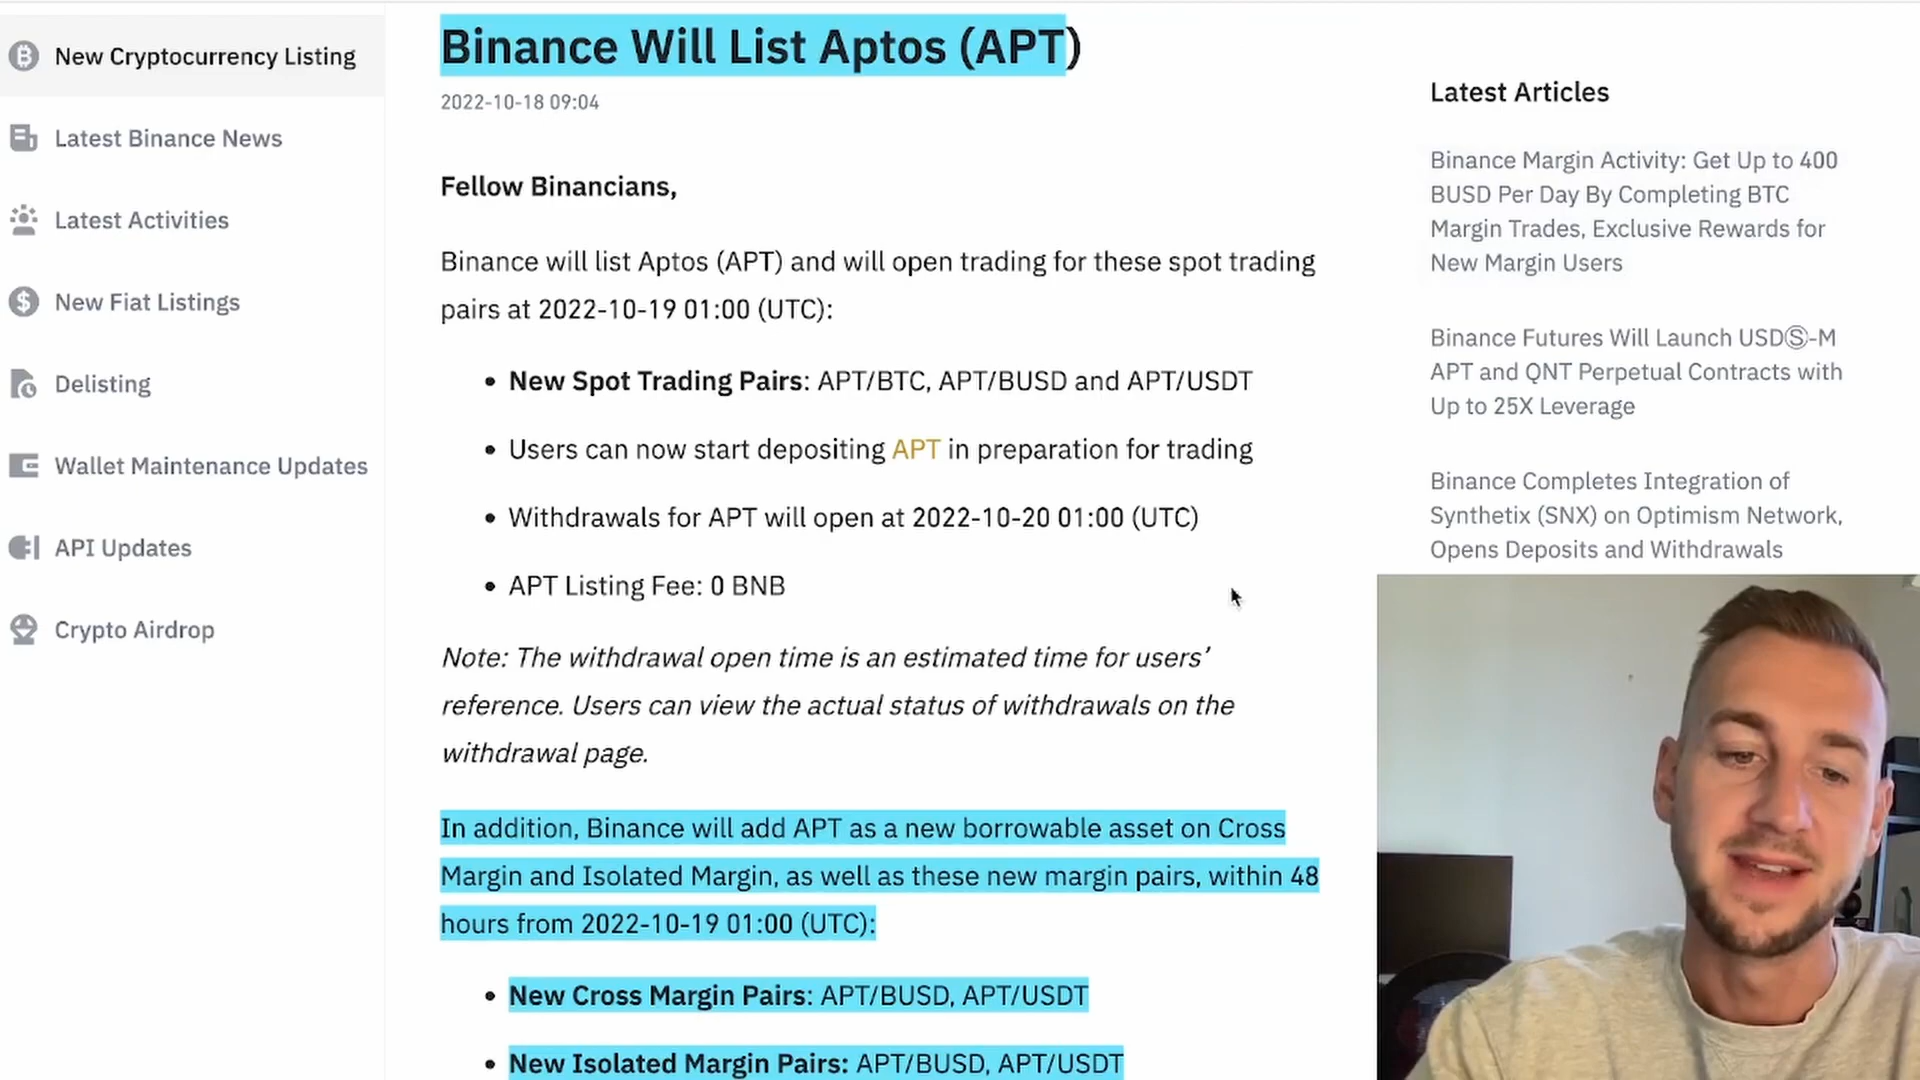 New Cryptocurrency Listing
Latest Binance News
Latest Activities
New Fiat Listings
Delisting
Wallet Maintenance Updates
API Updates
Crypto Airdrop
Binance Will List Aptos (APT)
2022-10-18 09:04
Fellow Binancians,
Binance will list Aptos (APT) and will open trading for these spot trading
pairs at 2022-10-19 01:00 (UTC):
• New Spot Trading Pairs: APT/BTC, APT/BUSD and APT/USDT
• Users can now start depositing APT in preparation for trading
• Withdrawals for APT will open at 2022-10-20 01:00 (UTC)
• APT Listing Fee: 0 BNB
Note: The withdrawal open time is an estimated time for users’
reference. Users can view the actual status of withdrawals on the
withdrawal page.
In addition, Binance will add APT as a new borrowable asset on Cross
Margin and Isolated Margin, as well as these new margin pairs, within 48
hours from 2022-10-19 01:00 (UTC):
• New Cross Margin Pairs: APT/BUSD, APT/USDT
• New Isolated Margin Pairs: APT/BUSD, APT/USDT
Latest Articles
Binance Margin Activity: Get Up to 400
BUSD Per Day By Completing BTC
Margin Trades, Exclusive Rewards for
New Margin Users
Binance Futures Will Launch USDⓈ-M
APT and QNT Perpetual Contracts with
Up to 25X Leverage
Binance Completes Integration of
Synthetix (SNX) on Optimism Network,
Opens Deposits and Withdrawals